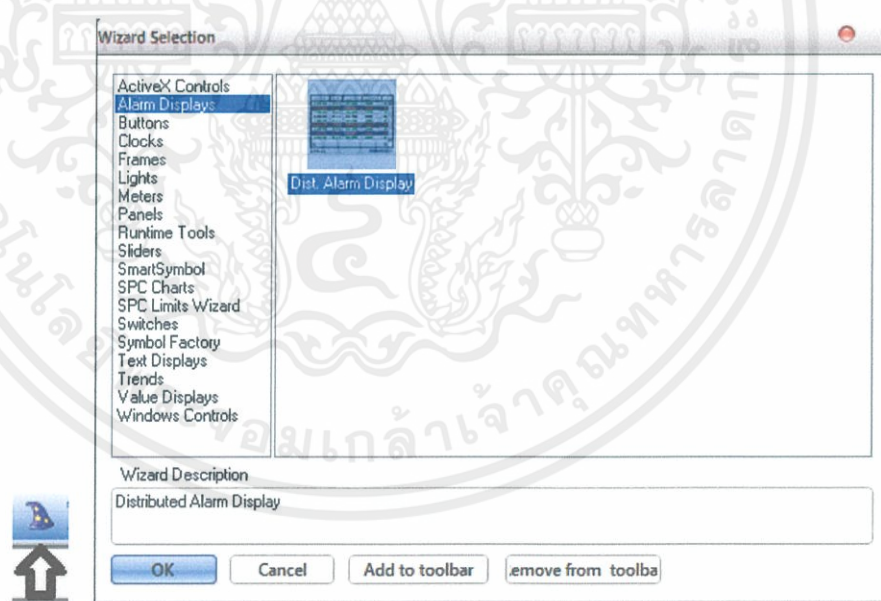 Wizard Selection
ActiveX Controls
Alarm Displays
Buttons
Clocks
Frames
Lights
Meters
Panels
Runtime Tools
Sliders
SmartSymbol
SPC Charts
SPC Limits Wizard
Switches
Symbol Factory
Text Displays
Trends
Value Displays
Windows Controls
Dist. Alarm Display
Wizard Description
Distributed Alarm Display
OK
Cancel
Add to toolbar
emove from toolba